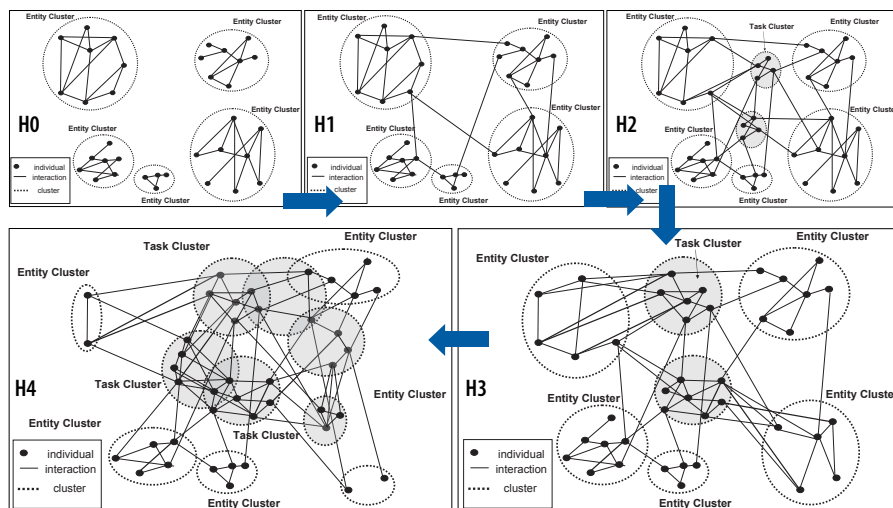 Entity Cluster
Entity Cluster
H0
Entity Cluster
Entity Cluster
individual
interaction
cluster
Entity Cluster
Entity Cluster
Entity Cluster
H1
Entity Cluster
Entity Cluster
individual
interaction
cluster
Entity Cluster
Entity Cluster
Task
Cluster
Entity Cluster
H2
Entity Cluster
Entity Cluster
individual
interaction
cluster
Entity Cluster
Task Cluster
Entity Cluster
Entity Cluster
H4
Task Cluster
Entity Cluster
Entity Cluster
Task Cluster
individual
interaction
cluster
Entity Cluster
Task Cluster
Entity Cluster
Entity Cluster
H3
Entity Cluster
Entity Cluster
individual
interaction
cluster
Entity Cluster